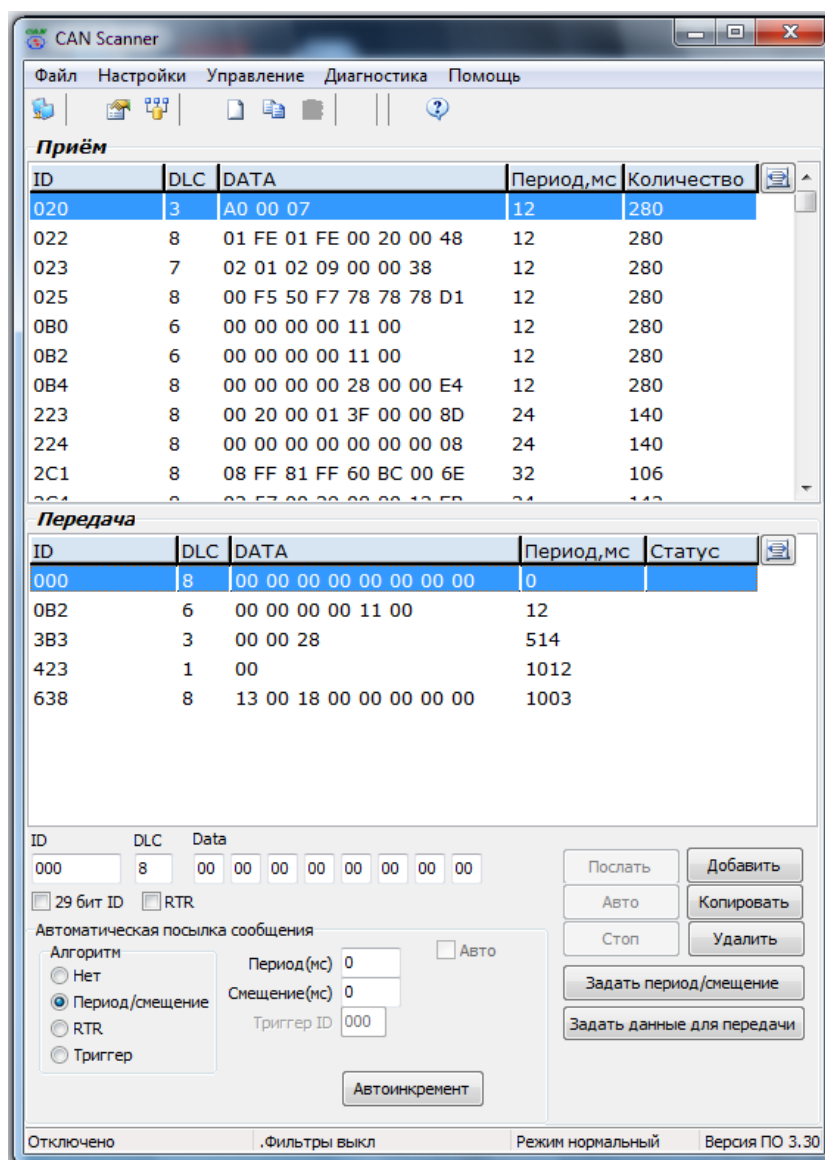 CAN Scanner
Файл Настройки Управление Диагностика Помощь
Приём
ID DLC DATA Период,мс Количество
020 3 A0 00 07 12 280
022 8 01 FE 01 FE 00 20 00 48 12 280
023 7 02 01 02 09 00 00 38 12 280
025 8 00 F5 50 F7 78 78 78 D1 12 280
0B0 6 00 00 00 00 11 00 12 280
0B2 6 00 00 00 00 11 00 12 280
0B4 8 00 00 00 00 28 00 00 E4 12 280
223 8 00 20 00 01 3F 00 00 8D 24 140
224 8 00 00 00 00 00 00 00 08 24 140
2C1 8 08 FF 81 FF 60 BC 00 6E 32 106
Передача
ID DLC DATA Период,мс Статус
000 8 00 00 00 00 00 00 00 00 0
0B2 6 00 00 00 00 11 00 12
3B3 3 00 00 28 514
423 1 00 1012
638 8 13 00 18 00 00 00 00 00 1003
ID DLC Data
000 8 00 00 00 00 00 00 00 00
Послать Добавить
29 бит ID RTR
Авто Копировать
Автоматическая посылка сообщения
Стоп Удалить
Алгоритм
Нет
Период/смещение
RTR
Триггер
Период(мс) 0
Авто
Смещение(мс) 0
Триггер ID 000
Задать период/смещение
Задать данные для передачи
Автоинкремент
Отключено .Фильтры выкл Режим нормальный Версия ПО 3.30